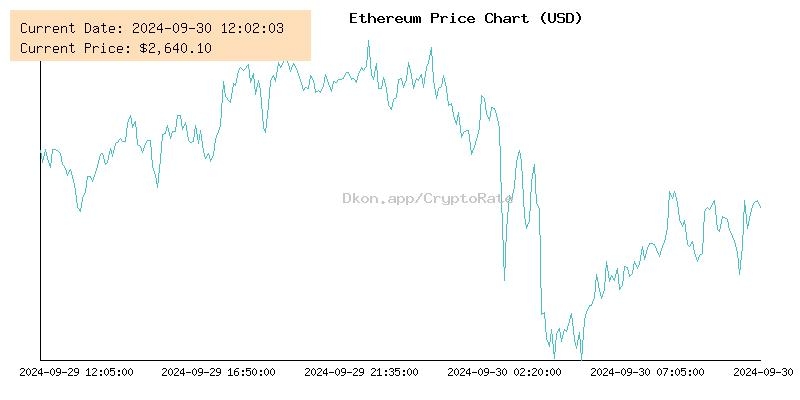 Ethereum Price Chart (USD)
Current Date: 2024-09-30 12:02:03
Current Price: $2,640.10
Dkon.app/CryptoRate
2024-09-29 12:05:00
2024-09-29 16:50:00
2024-09-29 21:35:00
2024-09-30 02:20:00
2024-09-30 07:05:00
2024-09-30